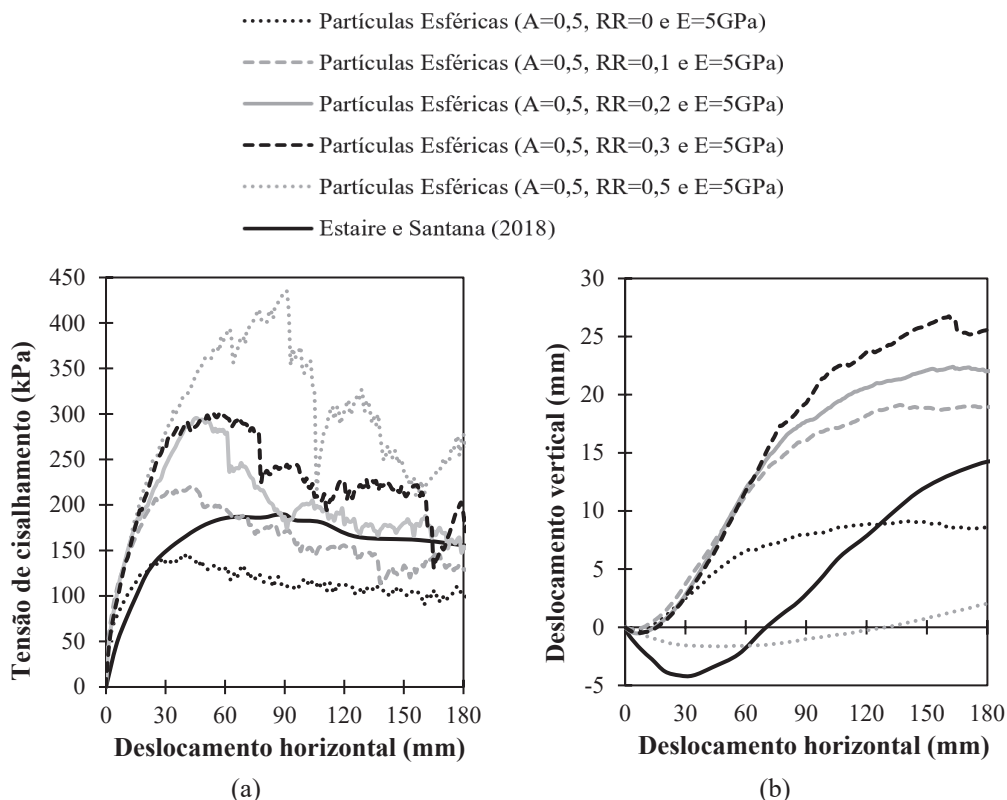 Partículas Esféricas (A=0,5, RR=0 e E=5GPa)
Partículas Esféricas (A=0,5, RR=0,1 e E=5GPa)
Partículas Esféricas (A=0,5, RR=0,2 e E=5GPa)
Partículas Esféricas (A=0,5, RR=0,3 e E=5GPa)
Partículas Esféricas (A=0,5, RR=0,5 e E=5GPa)
Estaire e Santana (2018)
Tensão de cisalhamento (kPa)
450
400
350
300
250
200
150
100
50
0
0 30 60 90 120 150 180
Deslocamento horizontal (mm)
(a)
Deslocamento vertical (mm)
30
25
20
15
10
5
0
-5
0 30 60 90 120 150 180
Deslocamento horizontal (mm)
(b)